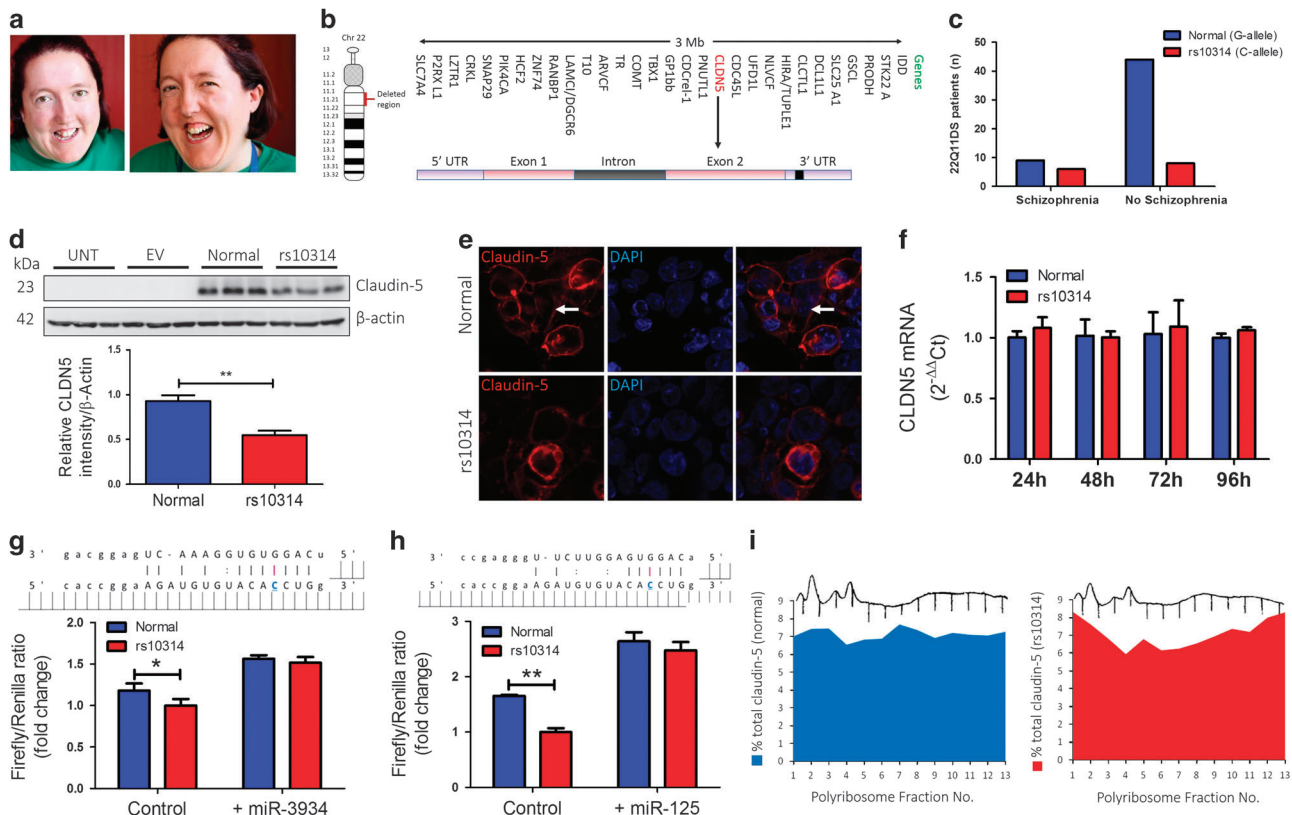 a
b
Chr 22
13
12
11.2
11.1
11.1
11.21
11.22
11.23
12.1
12.2
12.3
13.1
13.2
13.31
13.32
Deleted region
3 Mb
SLC7A4
P2RX L1
LZTR1
CRKL
SNAP29
PIK4CA
HCF2
ZNF74
RANBP1
LAMCI/DGCR6
T10
ARVCF
TR
COMT
TBX1
GP1bb
CDCrel-1
PNUTL1
CLDN5
CDC45L
UFD1L
NLVCF
HIRA/TUPLE1
CLCTL1
DCL1L1
SLC25 A1
GSCL
PRODH
STK22 A
IDD
Genes
5' UTR Exon 1 Intron Exon 2 3' UTR
c
Normal (G-allele)
rs10314 (C-allele)
22Q11DS patients (n)
50
40
30
20
10
0
Schizophrenia No Schizophrenia
d
kDa UNT EV Normal rs10314
23 Claudin-5
42 β-actin
Relative CLDN5 intensity/β-Actin
1.5
1.0
0.5
0.0
**
Normal rs10314
e
Normal
Claudin-5 DAPI
rs10314
Claudin-5 DAPI
f
Normal
rs10314
CLDN5 mRNA
(2-ΔΔCt)
1.5
1.0
0.5
0.0
24h 48h 72h 96h
g
3 ' g a c g g a g U C - A A A G G U G U G G A C u 5 '
5 ' c a c c g g a A G A U G U G U A C A C C U G g 3 '
Normal
rs10314
Firefly/Renilla ratio
(fold change)
2.0
1.5
1.0
0.5
0.0
*
Control + miR-3934
h
3 ' c c g a g g g U - U C U U G G A G U G G A C a 5 '
5 ' c a c c g g a A G A U G U G U A C A C C U G g 3 '
Normal
rs10314
Firefly/Renilla ratio
(fold change)
3
2
1
0
**
Control + miR-125
i
% total claudin-5 (normal)
9
8
7
6
5
4
3
2
1
0
1 2 3 4 5 6 7 8 9 10 11 12 13
Polyribosome Fraction No.
% total claudin-5 (rs10314)
9
8
7
6
5
4
3
2
1
0
1 2 3 4 5 6 7 8 9 10 11 12 13
Polyribosome Fraction No.